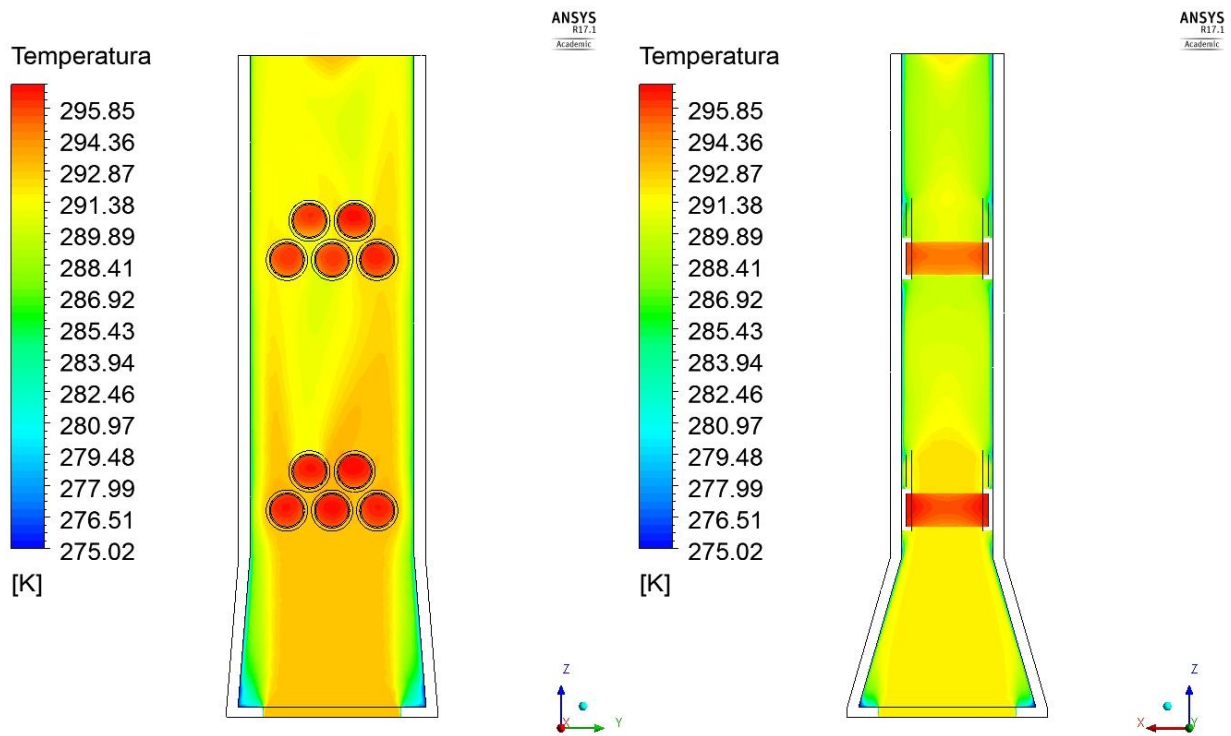 ANSYS
R17.1
Academic
Temperatura
295.85
294.36
292.87
291.38
289.89
288.41
286.92
285.43
283.94
282.46
280.97
279.48
277.99
276.51
275.02
[K]
Z
X
Y
ANSYS
R17.1
Academic
Temperatura
295.85
294.36
292.87
291.38
289.89
288.41
286.92
285.43
283.94
282.46
280.97
279.48
277.99
276.51
275.02
[K]
Z
X
Y